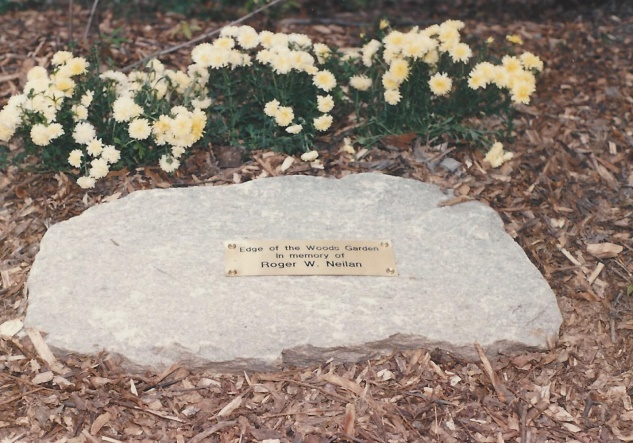 Edge of the Woods Garden
in memory of
Roger W. Neilan